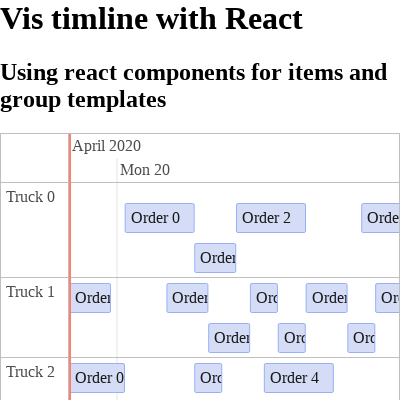 Vis timline with React
Using react components for items and
group templates
April 2020
Mon 20
Truck 0
Order 0
Order 2
Orde
Order
Truck 1
Order
Order
Orc
Order
Or
Order
Orc
Orc
Truck 2
Order 0
Orc
Order 4